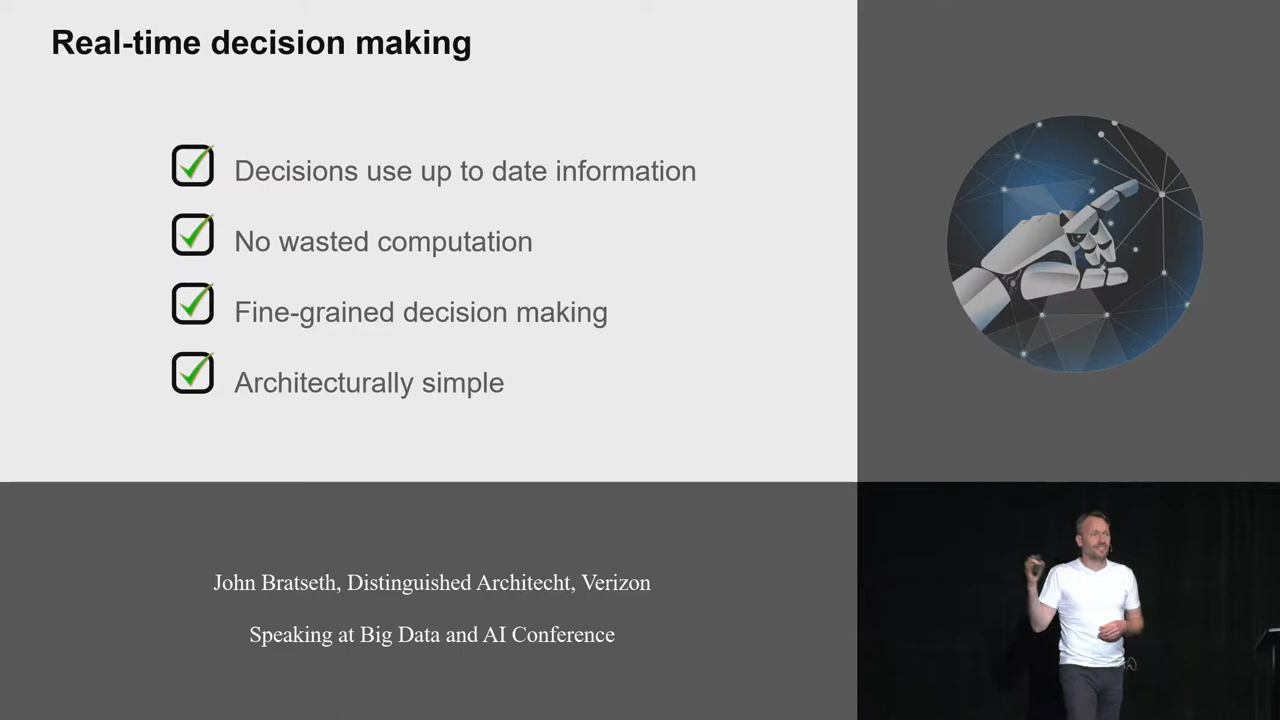 Real-time decision making
Decisions use up to date information
No wasted computation
Fine-grained decision making
Architecturally simple
John Bratseth, Distinguished Architecht, Verizon
Speaking at Big Data and AI Conference